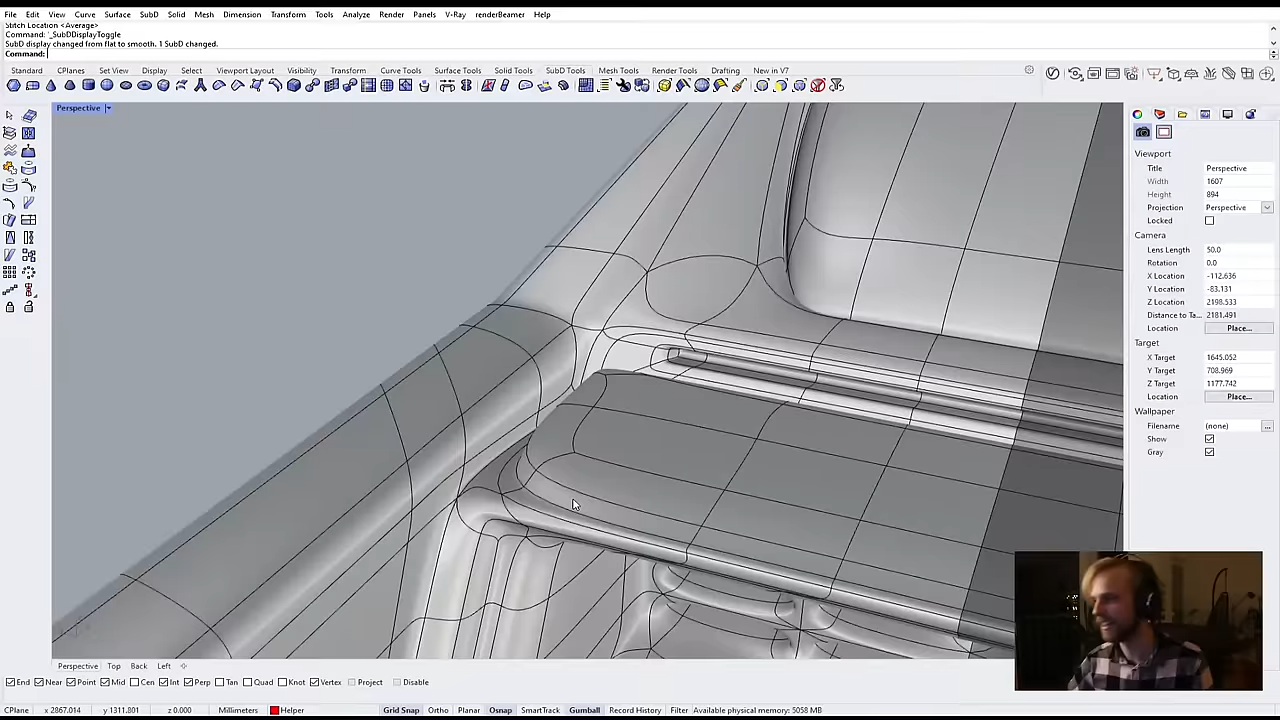 File Edit View Curve Surface SubD Solid Mesh Dimension Transform Tools Analyze Render Panels V-Ray renderBeamer Help
Stitch Location <Average>
Command: '_SubDDisplayToggle
SubD display changed from flat to smooth. 1 SubD changed.
Command:
Standard CPlanes Set View Display Select Viewport Layout Visibility Transform Curve Tools Surface Tools Solid Tools SubD Tools Mesh Tools Render Tools Drafting New in V7
Perspective
Viewport
Title Perspective
Width 1607
Height 894
Projection Perspective
Locked
Camera
Lens Length 50.0
Rotation 0.0
X Location -112.636
Y Location -83.131
Z Location 2198.533
Distance to Ta... 2181.491
Location Place...
Target
X Target 1645.052
Y Target 708.969
Z Target 1177.742
Location Place...
Wallpaper
Filename (none) ...
Show
Gray
Perspective Top Back Left
End Near Point Mid Cen Int Perp Tan Quad Knot Vertex Project Disable
CPlane x 2867.014 y 1311.801 z 0.000 Millimeters Helper Grid Snap Ortho Planar Osnap SmartTrack Gumball Record History Filter Available physical memory: 5058 MB